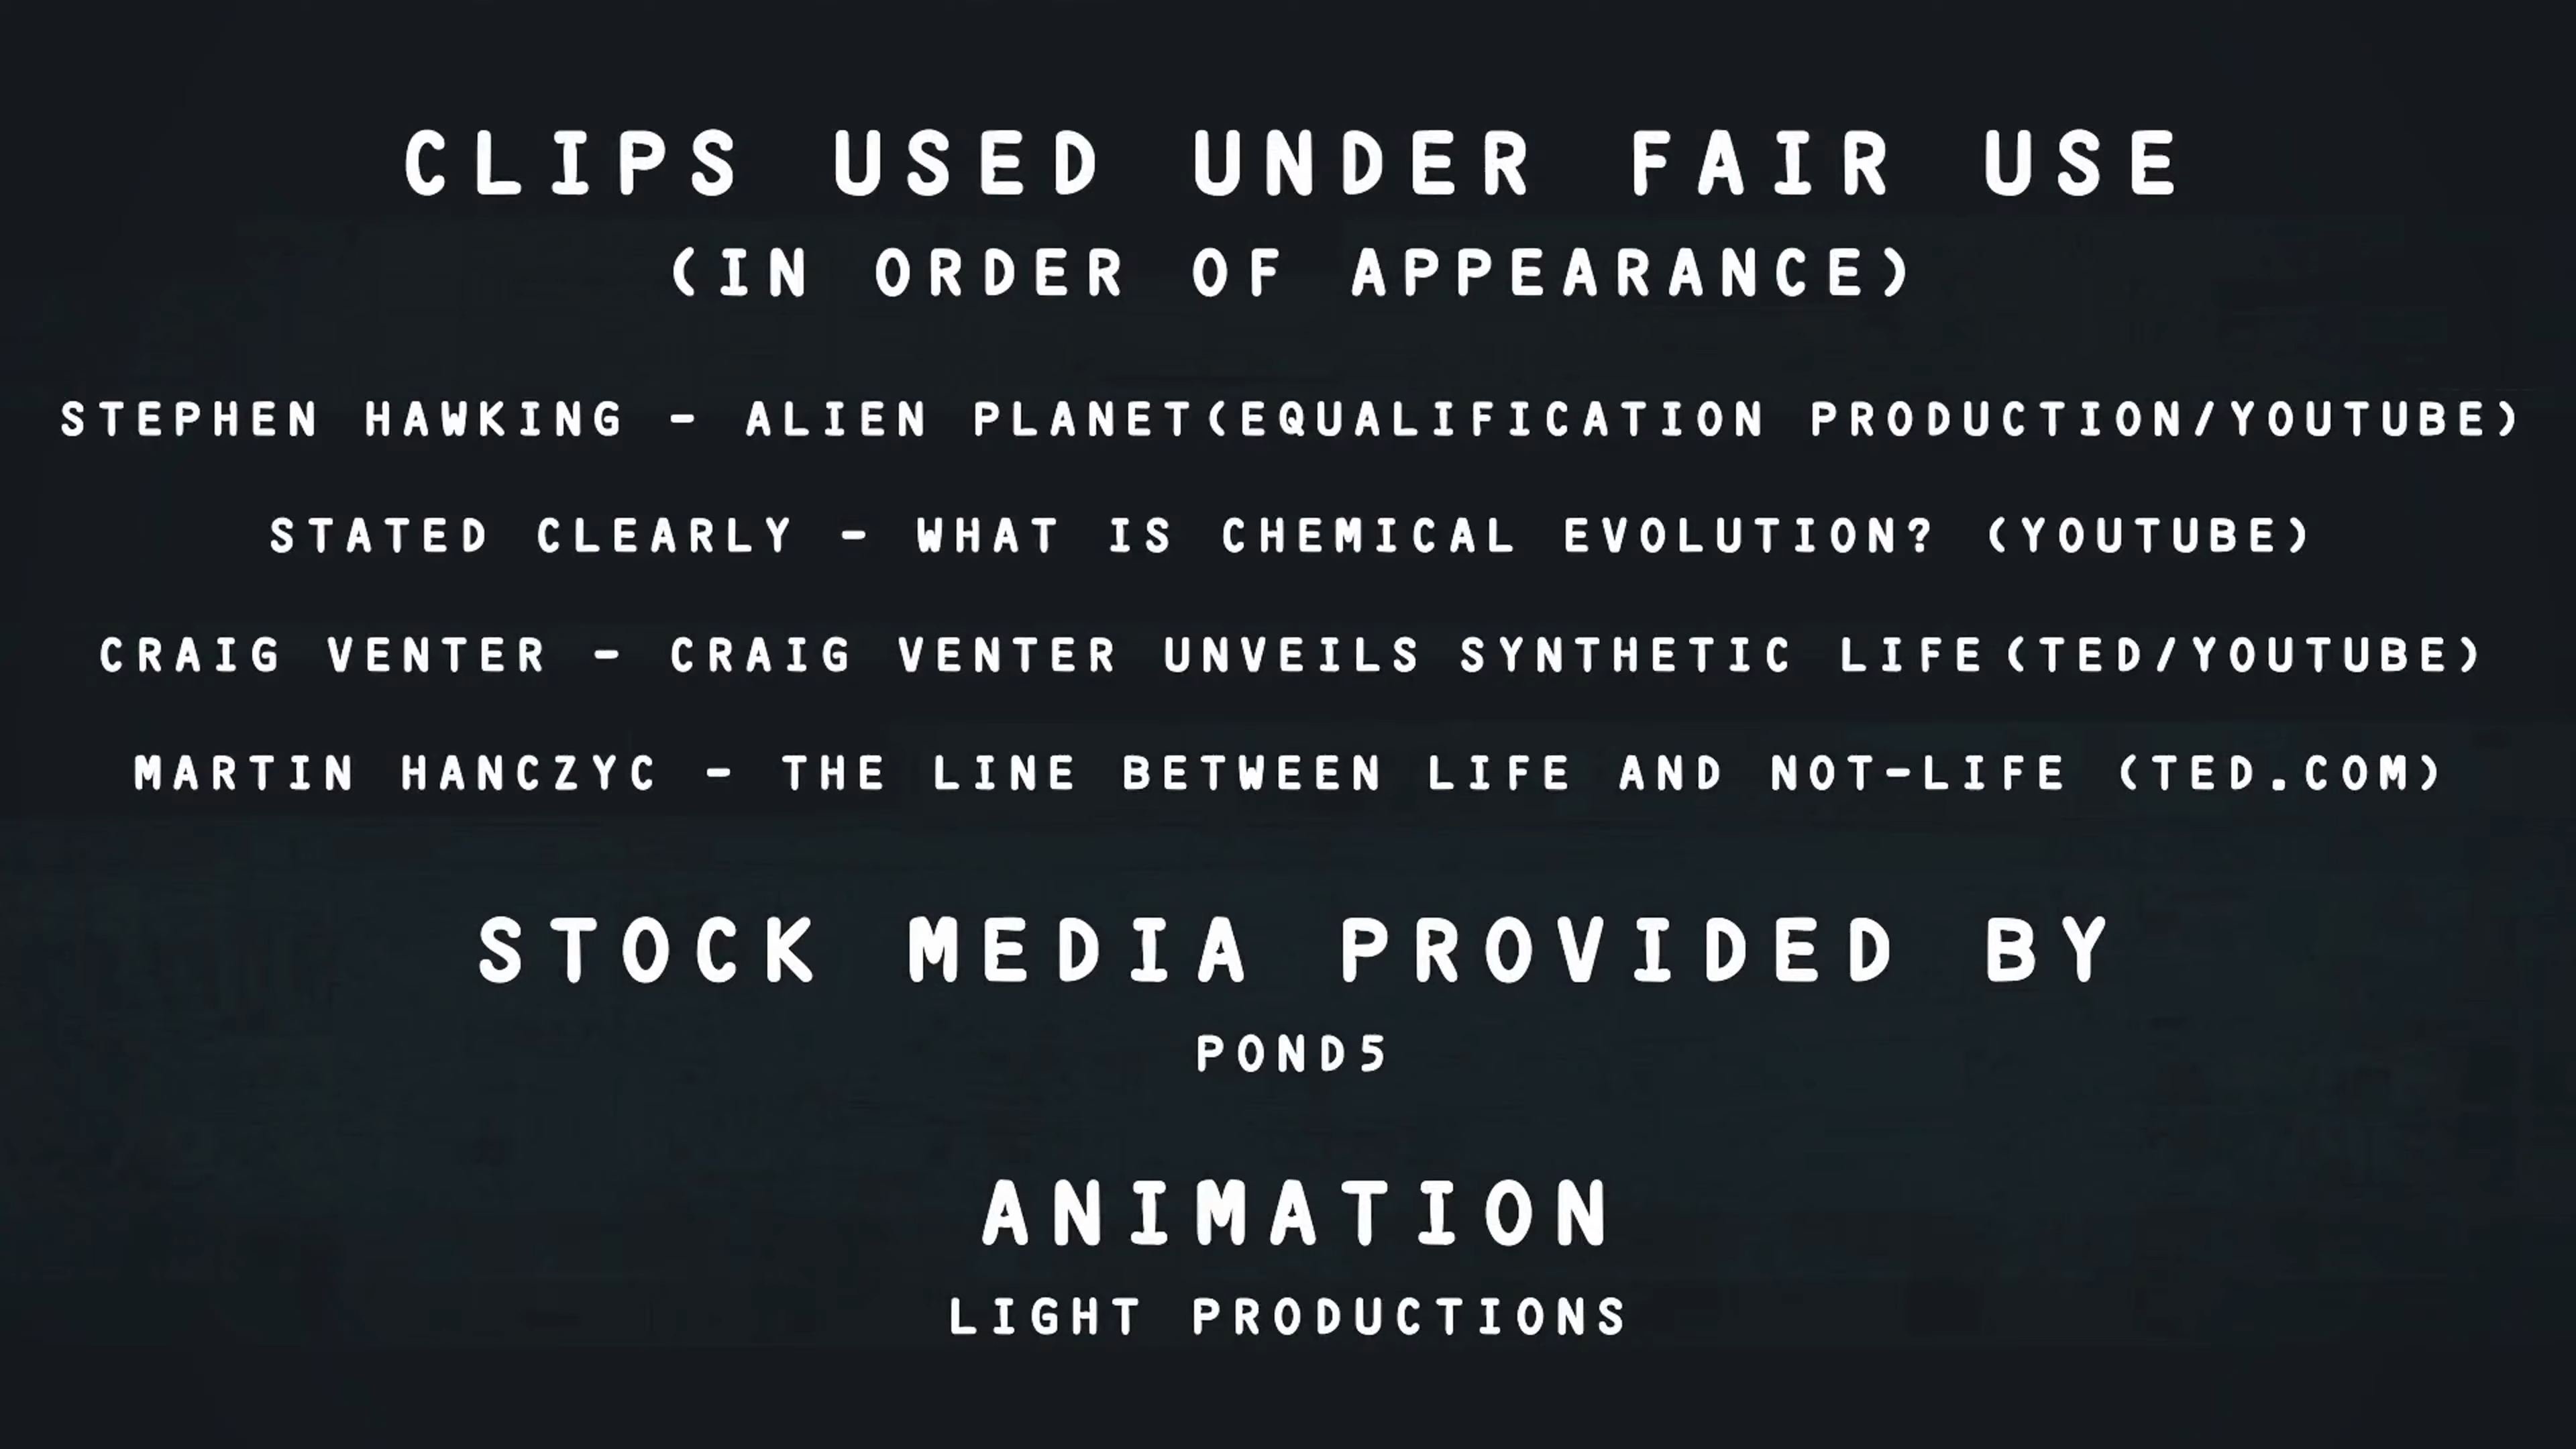 CLIPS USED UNDER FAIR USE
(IN ORDER OF APPEARANCE)
STEPHEN HAWKING - ALIEN PLANET(EQUALIFICATION PRODUCTION/YOUTUBE)
STATED CLEARLY - WHAT IS CHEMICAL EVOLUTION? (YOUTUBE)
CRAIG VENTER - CRAIG VENTER UNVEILS SYNTHETIC LIFE(TED/YOUTUBE)
MARTIN HANCZYC - THE LINE BETWEEN LIFE AND NOT-LIFE (TED.COM)
STOCK MEDIA PROVIDED BY
POND5
ANIMATION
LIGHT PRODUCTIONS